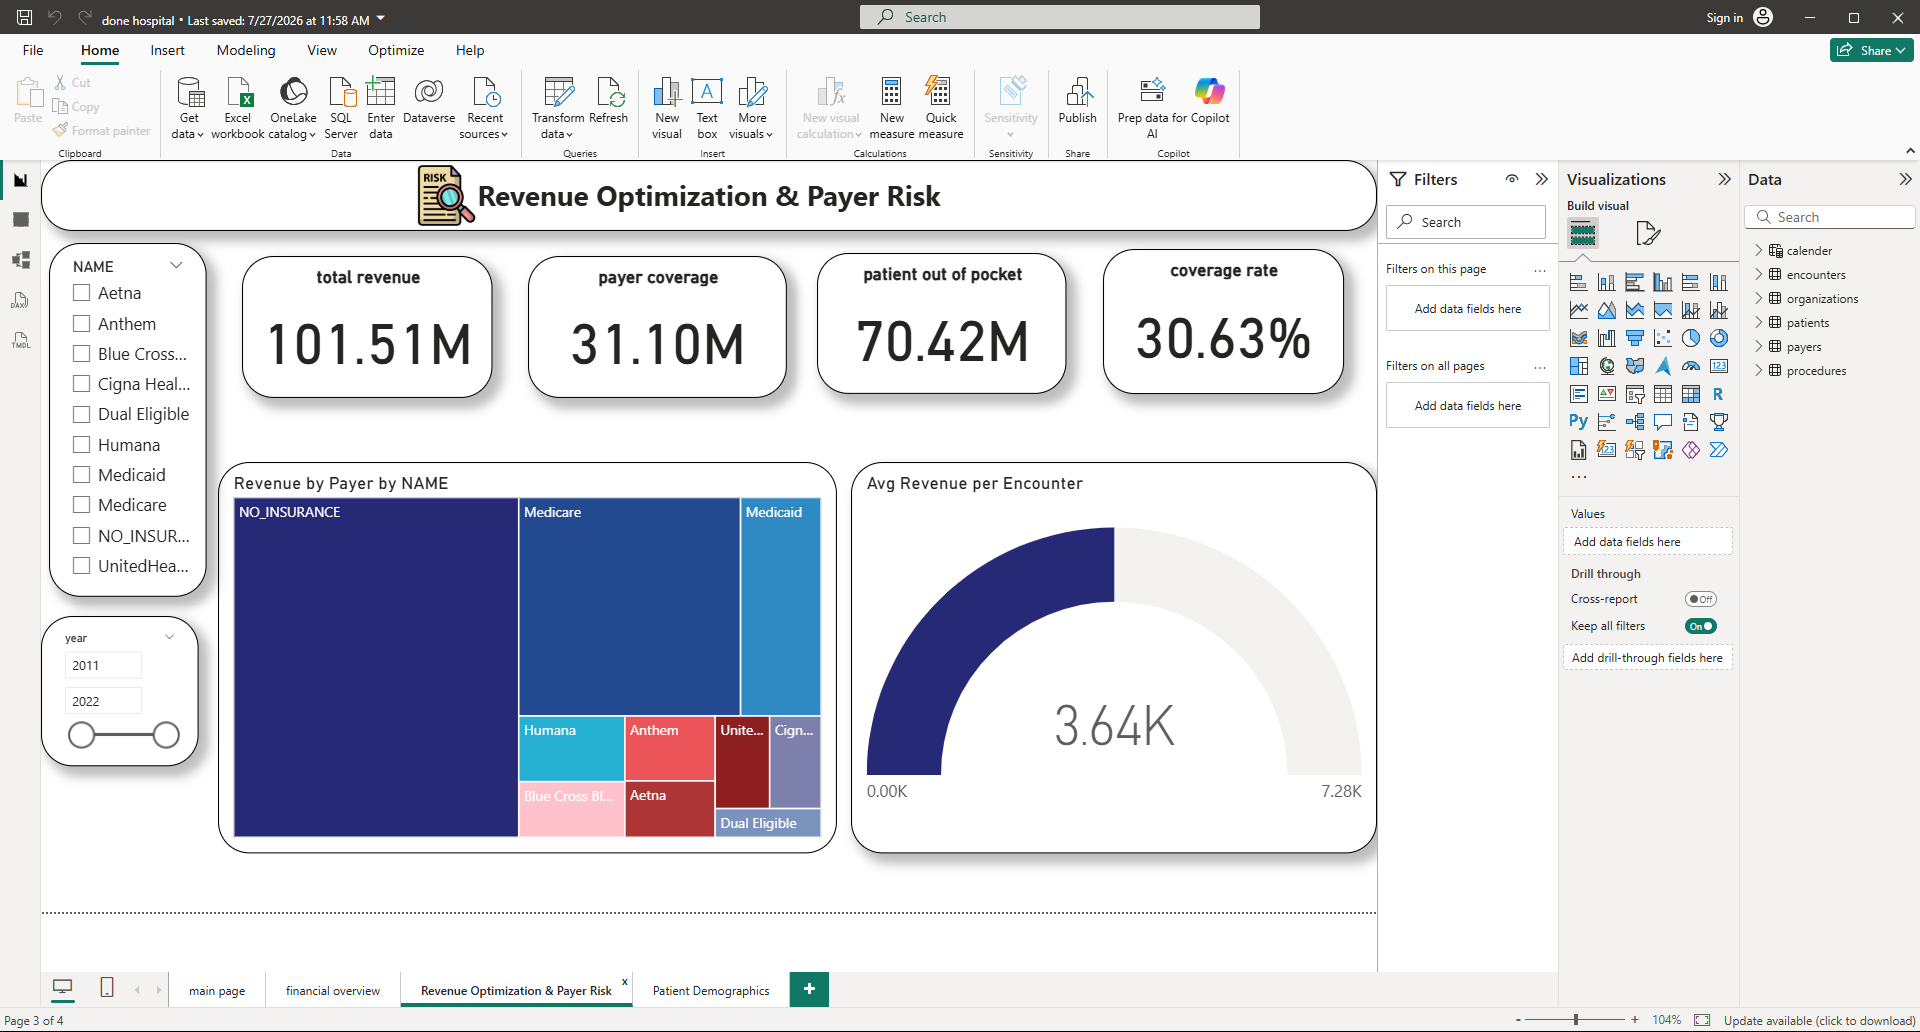 done hospital • Last saved: 7/27/2026 at 11:58 AM
Search
Sign in
File
Home
Insert
Modeling
View
Optimize
Help
Share
Paste
Cut
Copy
Format painter
Clipboard
Get data
Excel workbook
OneLake catalog
SQL Server
Enter data
Dataverse
Recent sources
Data
Transform data
Refresh
Queries
New visual
Text box
More visuals
Insert
New visual calculation
New measure
Quick measure
Calculations
Sensitivity
Sensitivity
Publish
Share
Prep data for AI
Copilot
Copilot
RISK
Revenue Optimization & Payer Risk
NAME
Aetna
Anthem
Blue Cross...
Cigna Heal...
Dual Eligible
Humana
Medicaid
Medicare
NO_INSUR...
UnitedHea...
year
2011
2022
total revenue
101.51M
payer coverage
31.10M
patient out of pocket
70.42M
coverage rate
30.63%
Revenue by Payer by NAME
NO_INSURANCE
Medicare
Medicaid
Humana
Anthem
Unite...
Cign...
Blue Cross Bl...
Aetna
Dual Eligible
Avg Revenue per Encounter
3.64K
0.00K
7.28K
Filters
Search
Filters on this page
Add data fields here
Filters on all pages
Add data fields here
Visualizations
Build visual
123
R
Py
123
Values
Add data fields here
Drill through
Cross-report
Off
Keep all filters
On
Add drill-through fields here
Data
Search
calender
encounters
organizations
patients
payers
procedures
DAX
TMDL
main page
financial overview
Revenue Optimization & Payer Risk
x
Patient Demographics
+
Page 3 of 4
- + 104%
Update available (click to download)